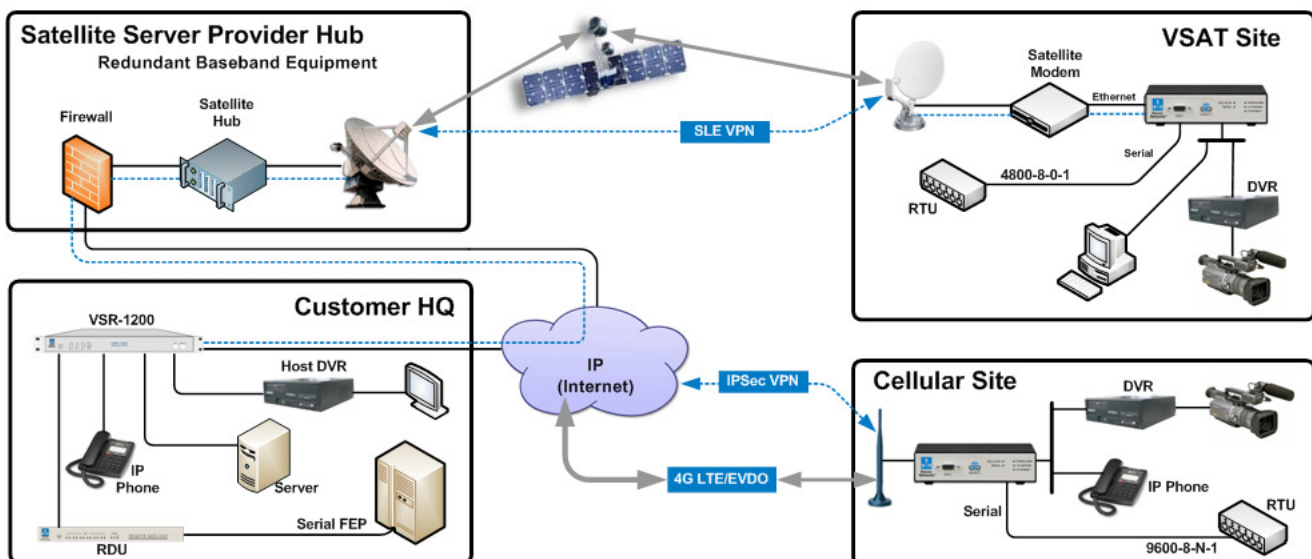 Satellite Server Provider Hub
Redundant Baseband Equipment
Firewall
Satellite
Hub
SLE VPN
VSAT Site
Satellite
Modem
Ethernet
Serial
4800-8-0-1
RTU
DVR
Customer HQ
VSR-1200
Host DVR
IP
Phone
Server
Serial FEP
RDU
IP
(Internet)
IPSec VPN
4G LTE/EVDO
Cellular Site
DVR
IP Phone
Serial
RTU
9600-8-N-1